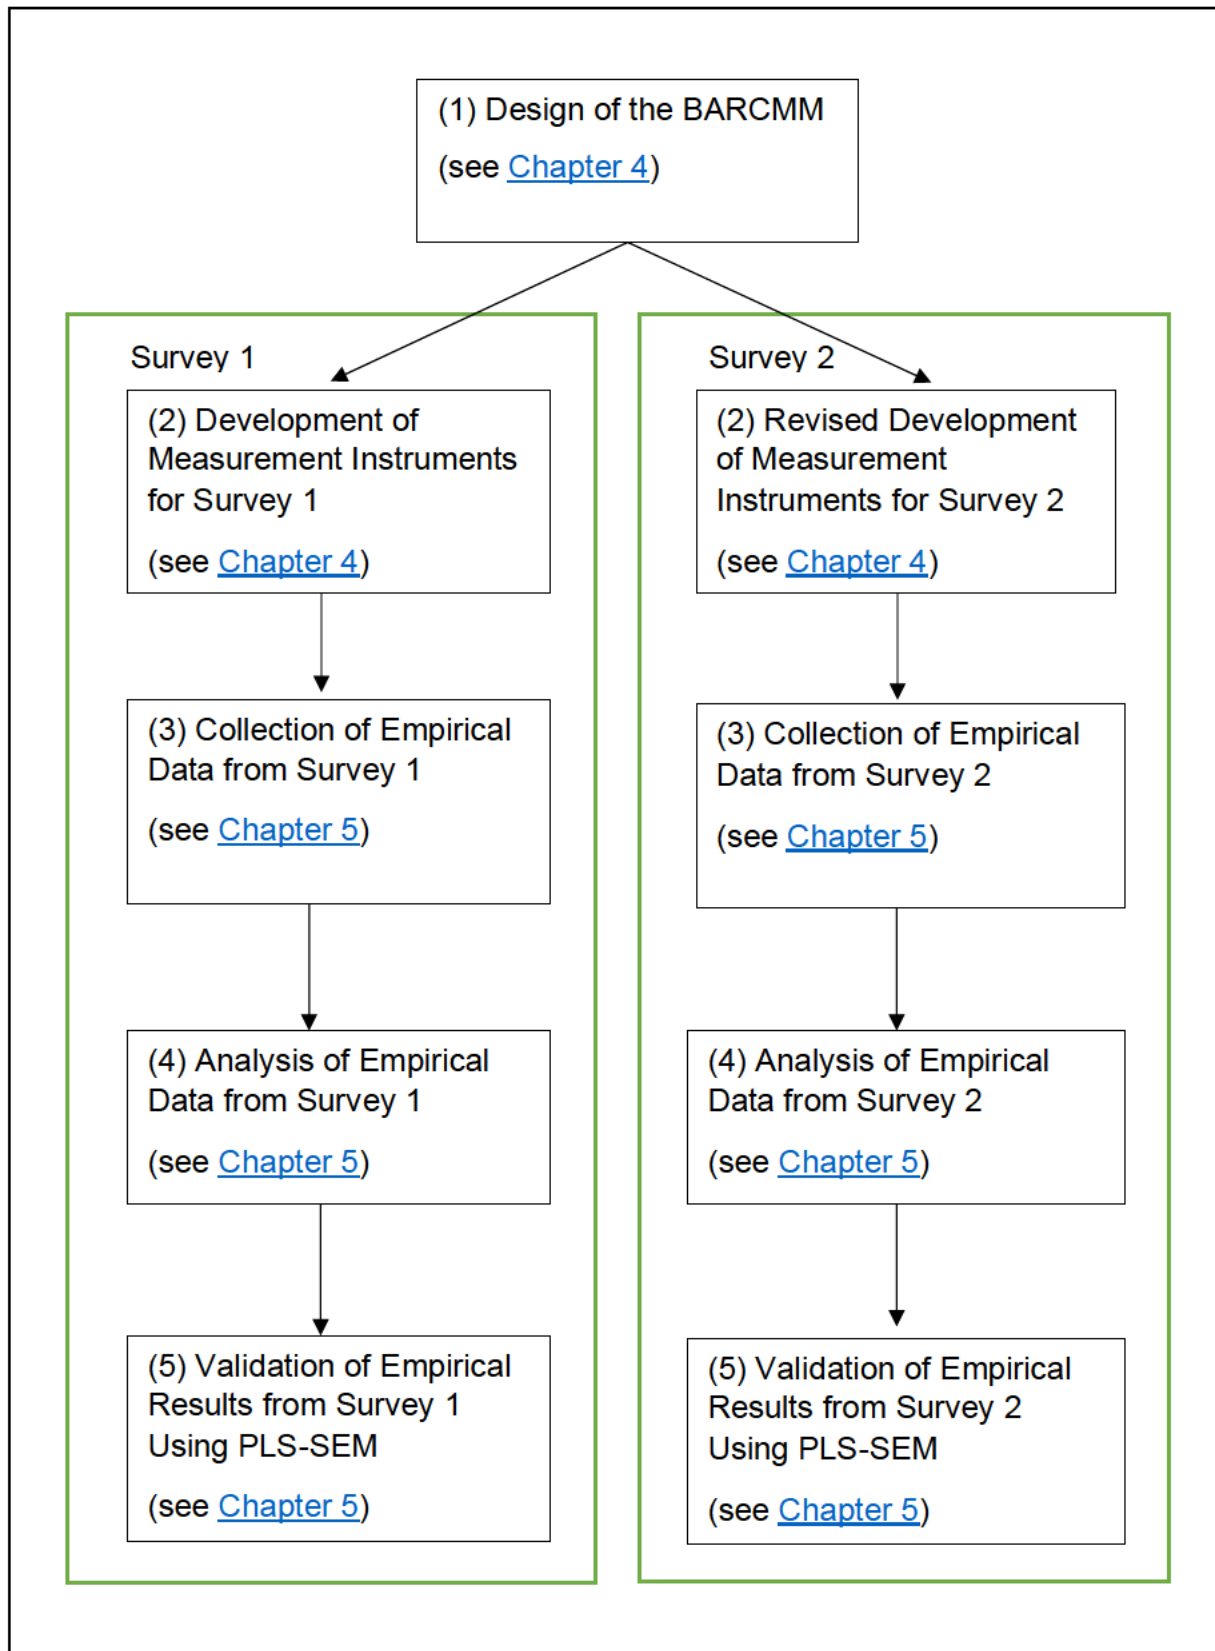 (1) Design of the BARCMM
(see Chapter 4)
Survey 1
(2) Development of
Measurement Instruments
for Survey 1
(see Chapter 4)
(3) Collection of Empirical
Data from Survey 1
(see Chapter 5)
(4) Analysis of Empirical
Data from Survey 1
(see Chapter 5)
(5) Validation of Empirical
Results from Survey 1
Using PLS-SEM
(see Chapter 5)
Survey 2
(2) Revised Development
of Measurement
Instruments for Survey 2
(see Chapter 4)
(3) Collection of Empirical
Data from Survey 2
(see Chapter 5)
(4) Analysis of Empirical
Data from Survey 2
(see Chapter 5)
(5) Validation of Empirical
Results from Survey 2
Using PLS-SEM
(see Chapter 5)